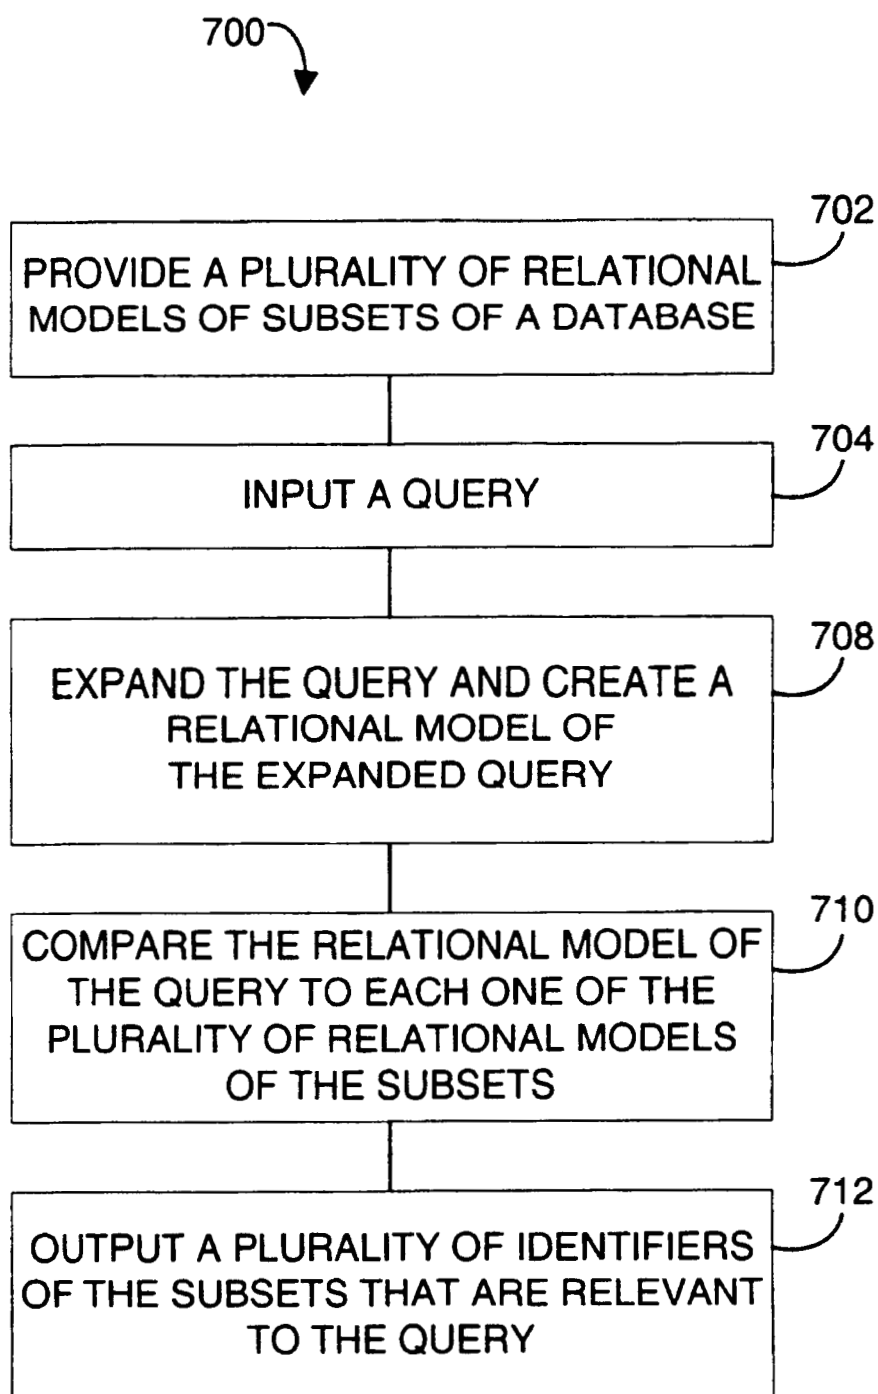 700
702
PROVIDE A PLURALITY OF RELATIONAL
MODELS OF SUBSETS OF A DATABASE
704
INPUT A QUERY
708
EXPAND THE QUERY AND CREATE A
RELATIONAL MODEL OF
THE EXPANDED QUERY
710
COMPARE THE RELATIONAL MODEL OF
THE QUERY TO EACH ONE OF THE
PLURALITY OF RELATIONAL MODELS
OF THE SUBSETS
712
OUTPUT A PLURALITY OF IDENTIFIERS
OF THE SUBSETS THAT ARE RELEVANT
TO THE QUERY